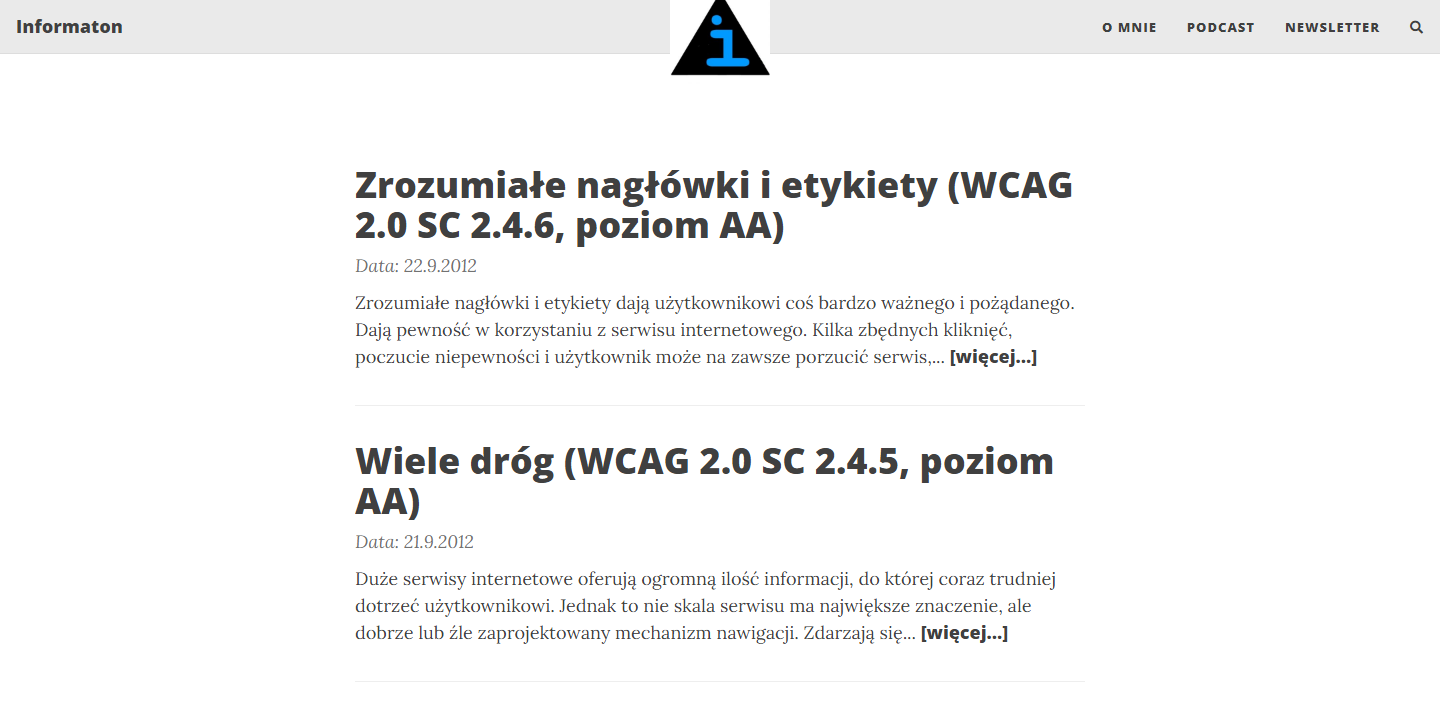 Informaton
i
O MNIE
PODCAST
NEWSLETTER
Zrozumiałe nagłówki i etykiety (WCAG
2.0 SC 2.4.6, poziom AA)
Data: 22.9.2012
Zrozumiałe nagłówki i etykiety dają użytkownikowi coś bardzo ważnego i pożądanego.
Dają pewność w korzystaniu z serwisu internetowego. Kilka zbędnych kliknięć,
poczucie niepewności i użytkownik może na zawsze porzucić serwis,... [więcej...]
Wiele dróg (WCAG 2.0 SC 2.4.5, poziom
AA)
Data: 21.9.2012
Duże serwisy internetowe oferują ogromną ilość informacji, do której coraz trudniej
dotrzeć użytkownikowi. Jednak to nie skala serwisu ma największe znaczenie, ale
dobrze lub źle zaprojektowany mechanizm nawigacji. Zdarzają się... [więcej...]